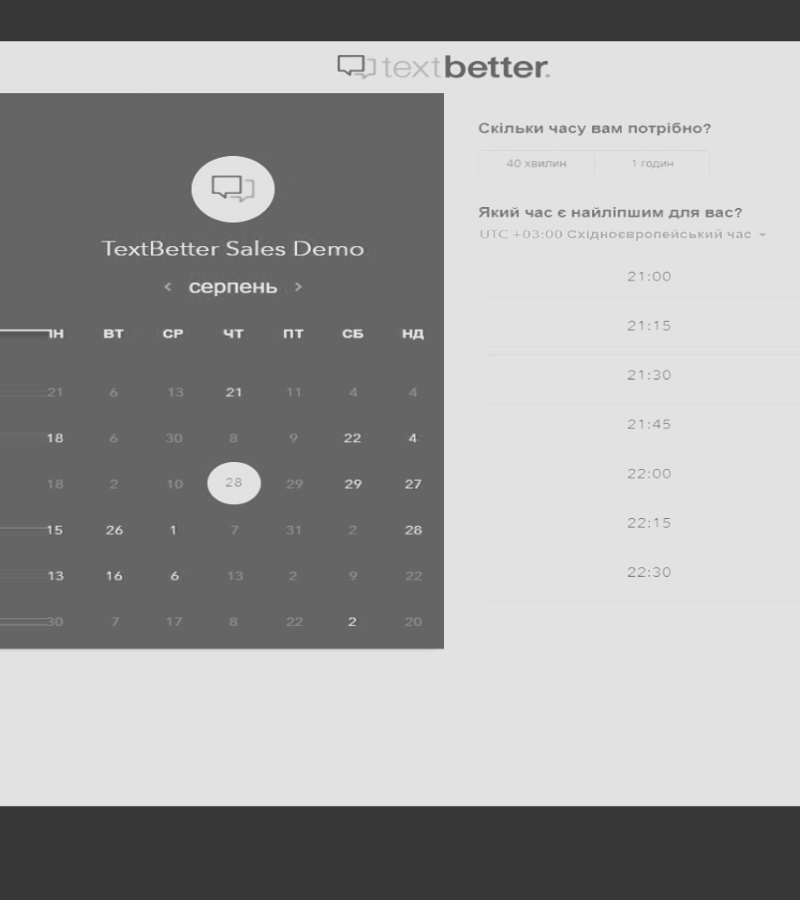 textbetter.
TextBetter Sales Demo
‹ серпень ›
ПН ВТ СР ЧТ ПТ СБ НД
21 6 13 21 11 4 4
18 6 30 8 9 22 4
18 2 10 28 29 29 27
15 26 1 7 31 2 28
13 16 6 13 2 9 22
30 7 17 8 22 2 20
Скільки часу вам потрібно?
40 хвилин 1 годин
Який час є найліпшим для вас?
UTC +03:00 Східноєвропейський час
21:00
21:15
21:30
21:45
22:00
22:15
22:30